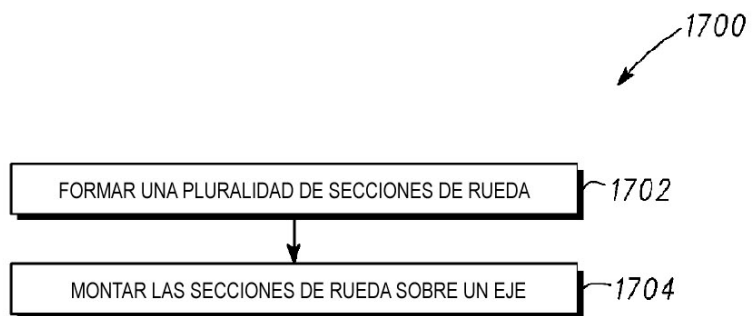 1700
FORMAR UNA PLURALIDAD DE SECCIONES DE RUEDA
1702
MONTAR LAS SECCIONES DE RUEDA SOBRE UN EJE
1704